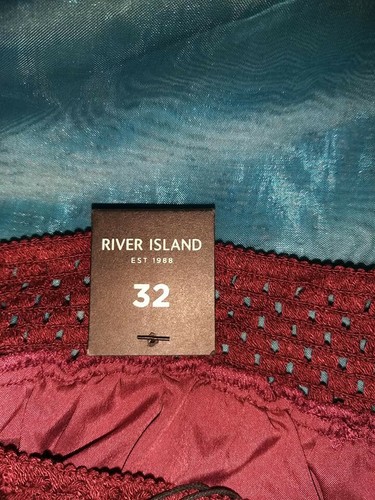 RIVER ISLAND
EST 1988
32